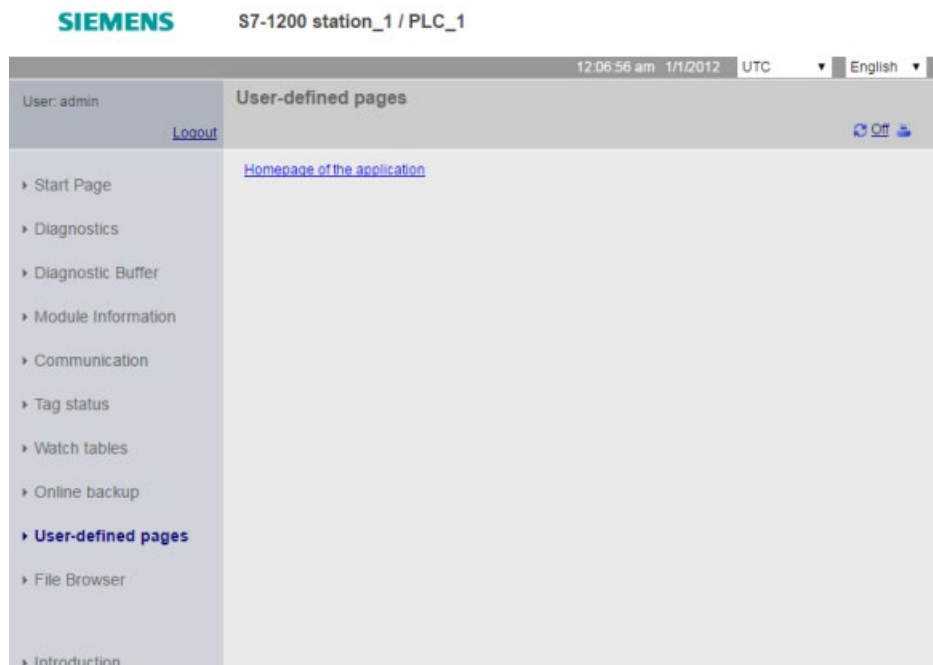 SIEMENS
S7-1200 station_1 / PLC_1
12:06:56 am 1/1/2012 UTC English
User: admin
Logout
User-defined pages
Off
Homepage of the application
Start Page
Diagnostics
Diagnostic Buffer
Module Information
Communication
Tag status
Watch tables
Online backup
User-defined pages
File Browser
Introduction